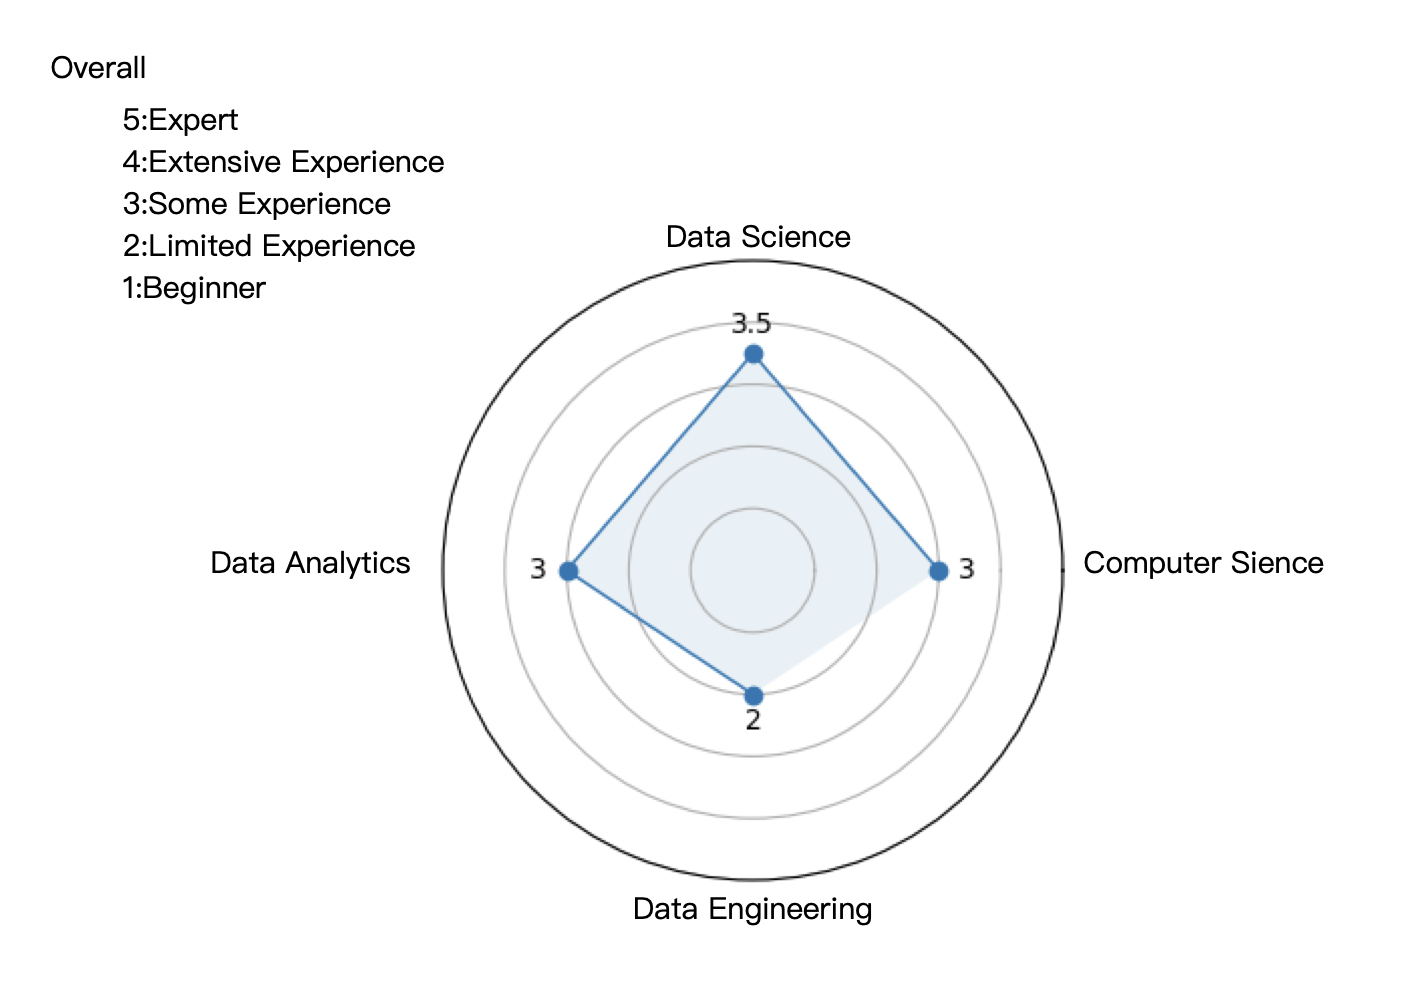 Overall
5:Expert
4:Extensive Experience
3:Some Experience
2:Limited Experience
1:Beginner
Data Science
3.5
Data Analytics
3
3
Computer Sience
2
Data Engineering